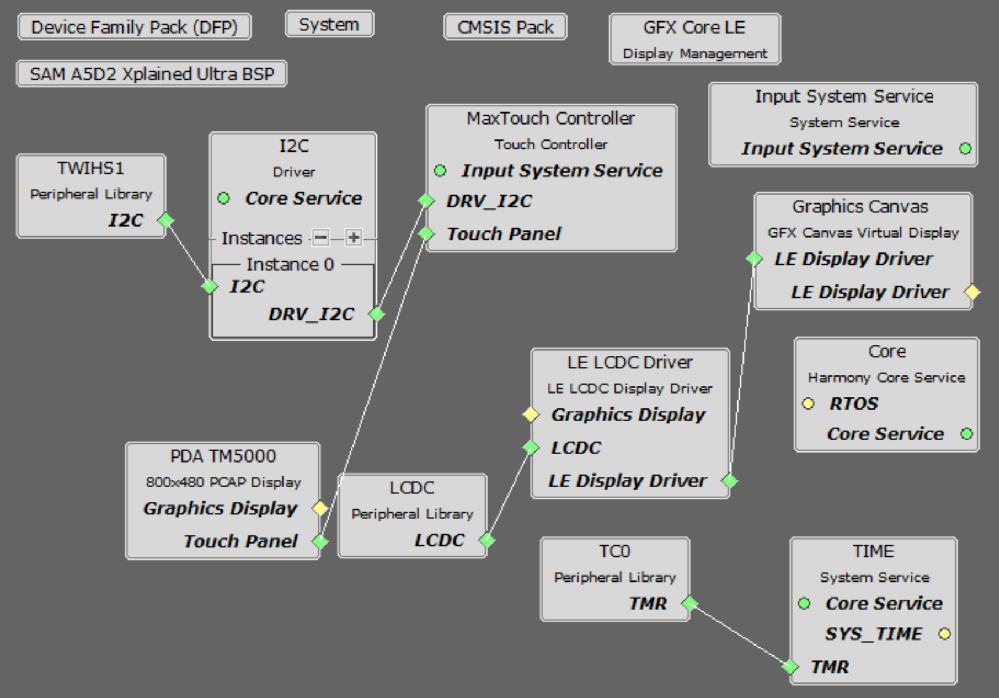 Device Family Pack (DFP)
System
CMSIS Pack
GFX Core LE
Display Management
SAM A5D2 Xplained Ultra BSP
Input System Service
System Service
Input System Service
MaxTouch Controller
Touch Controller
Input System Service
DRV_I2C
Touch Panel
I2C
Driver
Core Service
Instances
Instance 0
I2C
DRV_I2C
TWIHS1
Peripheral Library
I2C
Graphics Canvas
GFX Canvas Virtual Display
LE Display Driver
LE Display Driver
Core
Harmony Core Service
RTOS
Core Service
LE LCDC Driver
LE LCDC Display Driver
Graphics Display
LCDC
LE Display Driver
PDA TM5000
800x480 PCAP Display
Graphics Display
Touch Panel
LCDC
Peripheral Library
LCDC
TC0
Peripheral Library
TMR
TIME
System Service
Core Service
SYS_TIME
TMR